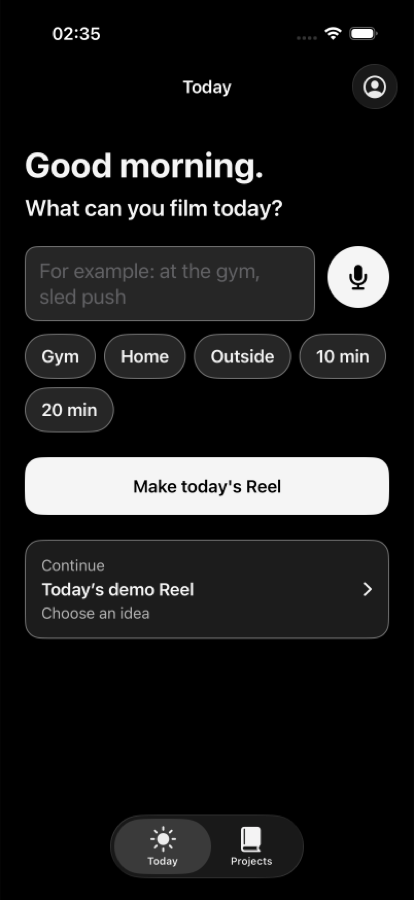 02:35
Today
Good morning.
What can you film today?
For example: at the gym,
sled push
Gym
Home
Outside
10 min
20 min
Make today's Reel
Continue
Today’s demo Reel
Choose an idea
Today
Projects